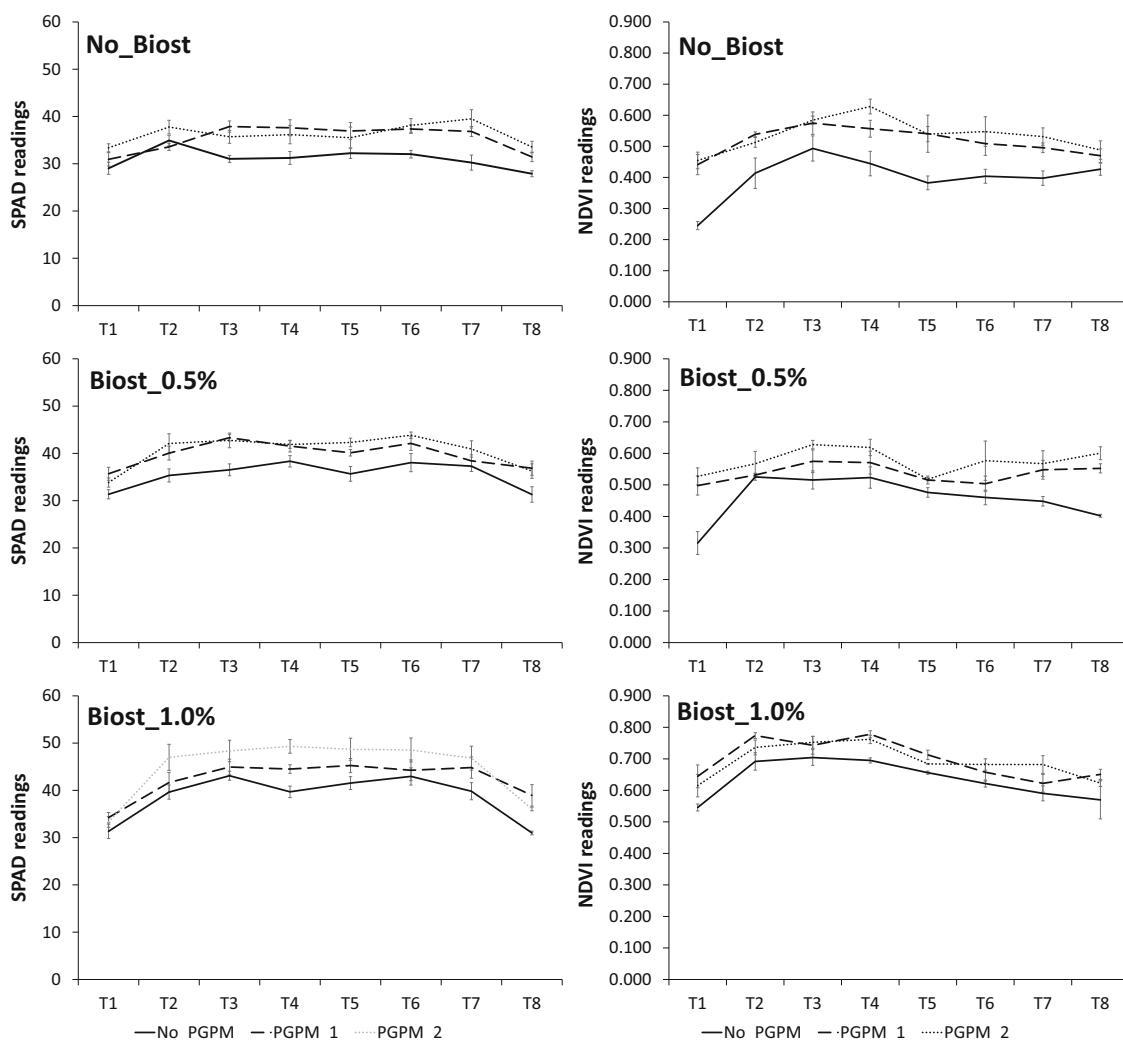 No_Biost
SPAD readings
60
50
40
30
20
10
0
T1 T2 T3 T4 T5 T6 T7 T8
No_Biost
NDVI readings
0.900
0.800
0.700
0.600
0.500
0.400
0.300
0.200
0.100
0.000
T1 T2 T3 T4 T5 T6 T7 T8
Biost_0.5%
SPAD readings
60
50
40
30
20
10
0
T1 T2 T3 T4 T5 T6 T7 T8
Biost_0.5%
NDVI readings
0.900
0.800
0.700
0.600
0.500
0.400
0.300
0.200
0.100
0.000
T1 T2 T3 T4 T5 T6 T7 T8
Biost_1.0%
SPAD readings
60
50
40
30
20
10
0
T1 T2 T3 T4 T5 T6 T7 T8
No PGPM PGPM 1 PGPM 2
Biost_1.0%
NDVI readings
0.900
0.800
0.700
0.600
0.500
0.400
0.300
0.200
0.100
0.000
T1 T2 T3 T4 T5 T6 T7 T8
No PGPM PGPM 1 PGPM 2